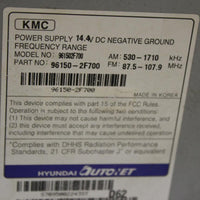 KMC
POWER SUPPLY 14.4V DC NEGATIVE GROUND
FREQUENCY RANGE
MODEL NO: 961502F700 AM: 530-1710 kHz
PART NO: 96150-2F700 FM: 87.5-107.9 MHz
96150-2F700
MADE IN KOREA
This device complies with part 15 of the FCC Rules.
Operation is subject to the following two
conditions: (1) this device may not cause harmful
interference, and (2) this device must accept any
interference received, including interference that
may cause undesired operation.
Complies with DHHS Radiation Performance
Standards, 21 CFR Subchapter J
HYUNDAI AUTONET
D62